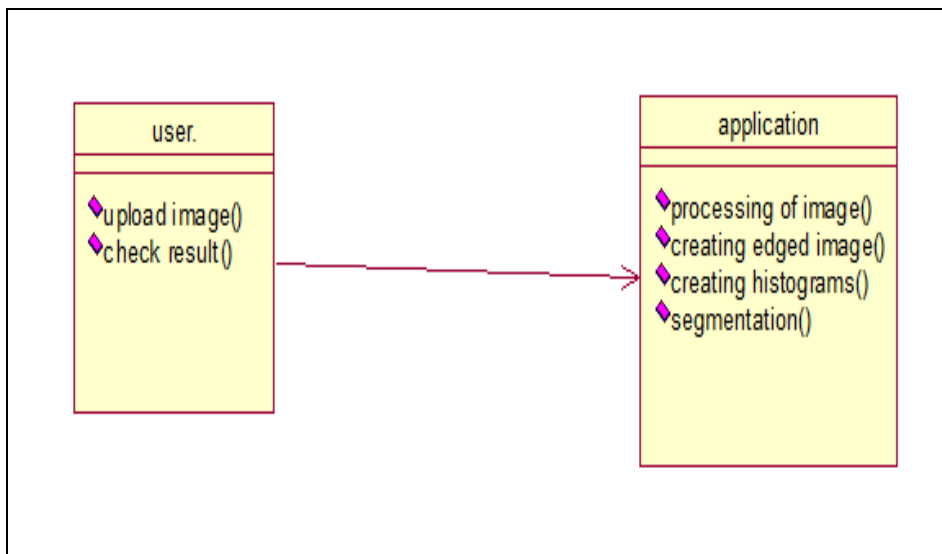 user.
upload image()
check result()
application
processing of image()
creating edged image()
creating histograms()
segmentation()